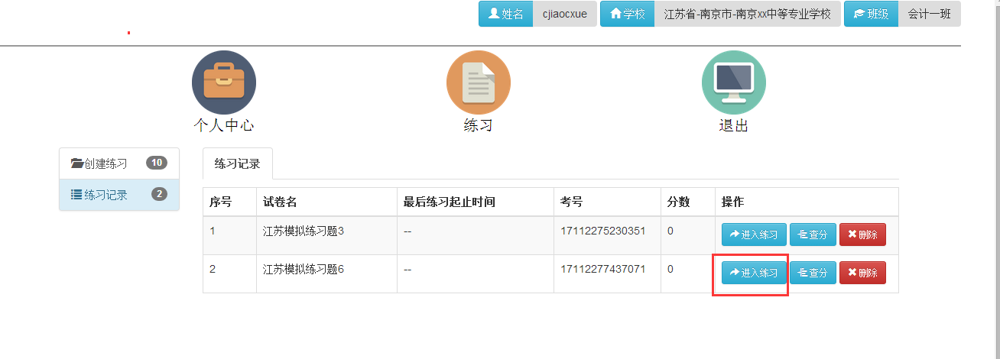 姓名 cjiaocxue 学校 江苏省-南京市-南京xx中等专业学校 班级 会计一班
个人中心 练习 退出
创建练习 10
练习记录 2
练习记录
序号 试卷名 最后练习起止时间 考号 分数 操作
1 江苏模拟练习题3 -- 17112275230351 0 进入练习 查分 删除
2 江苏模拟练习题6 -- 17112277437071 0 进入练习 查分 删除